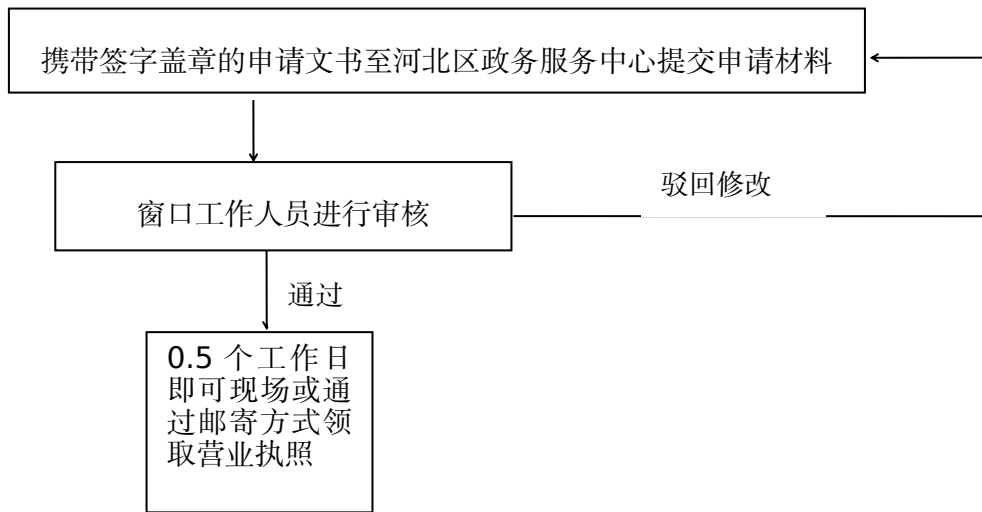 携带签字盖章的申请文书至河北区政务服务中心提交申请材料
驳回修改
窗口工作人员进行审核
通过
0.5 个工作日
即可现场或通
过邮寄方式领
取营业执照